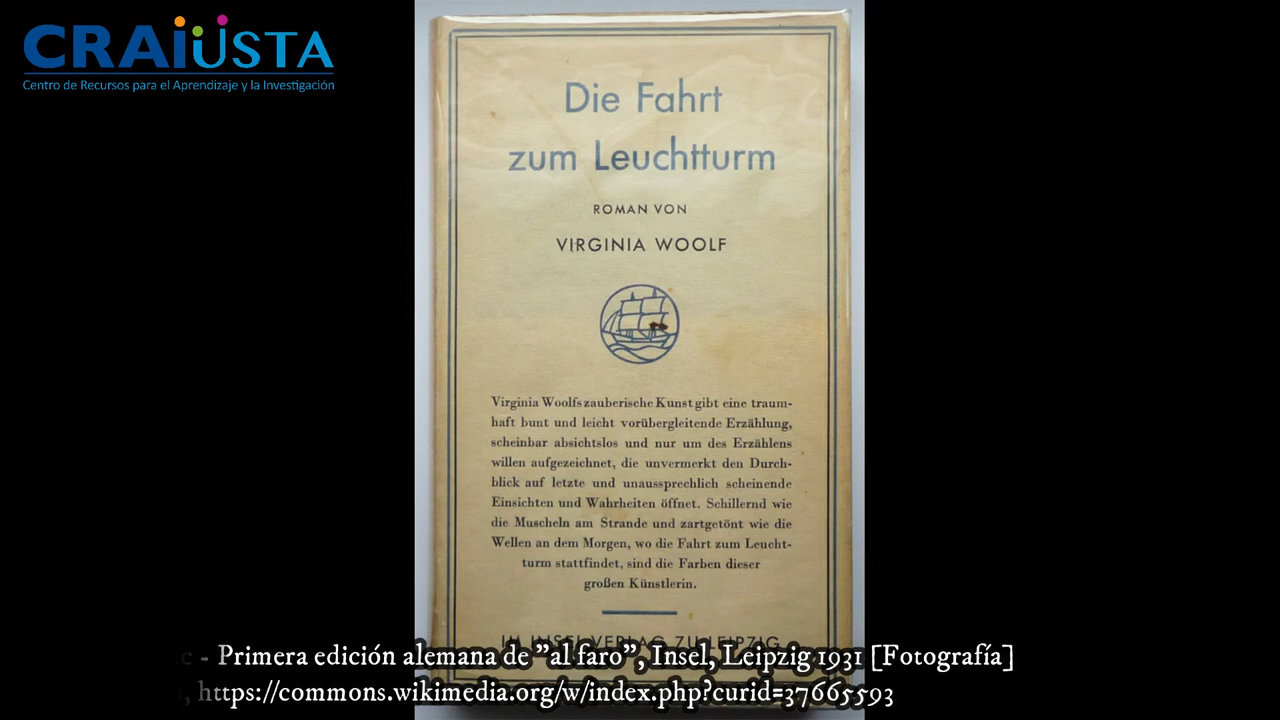 CRAiUSTA
Centro de Recursos para el Aprendizaje y la Investigación
Die Fahrt
zum Leuchtturm
ROMAN VON
VIRGINIA WOOLF
Virginia Woolfs zauberische Kunst gibt eine traum-
haft bunt und leicht vorübergleitende Erzählung,
scheinbar absichtslos und nur um des Erzählens
willen aufgezeichnet, die unvermerkt den Durch-
blick auf letzte und unaussprechlich scheinende
Einsichten und Wahrheiten öffnet. Schillernd wie
die Muscheln am Strande und zartgetönt wie die
Wellen an dem Morgen, wo die Fahrt zum Leucht-
turm stattfindet, sind die Farben dieser
großen Künstlerin.
IM INSEL-VERLAG ZU LEIPZIG
- Primera edición alemana de "al faro", Insel, Leipzig 1931 [Fotografía]
, https://commons.wikimedia.org/w/index.php?curid=37665593